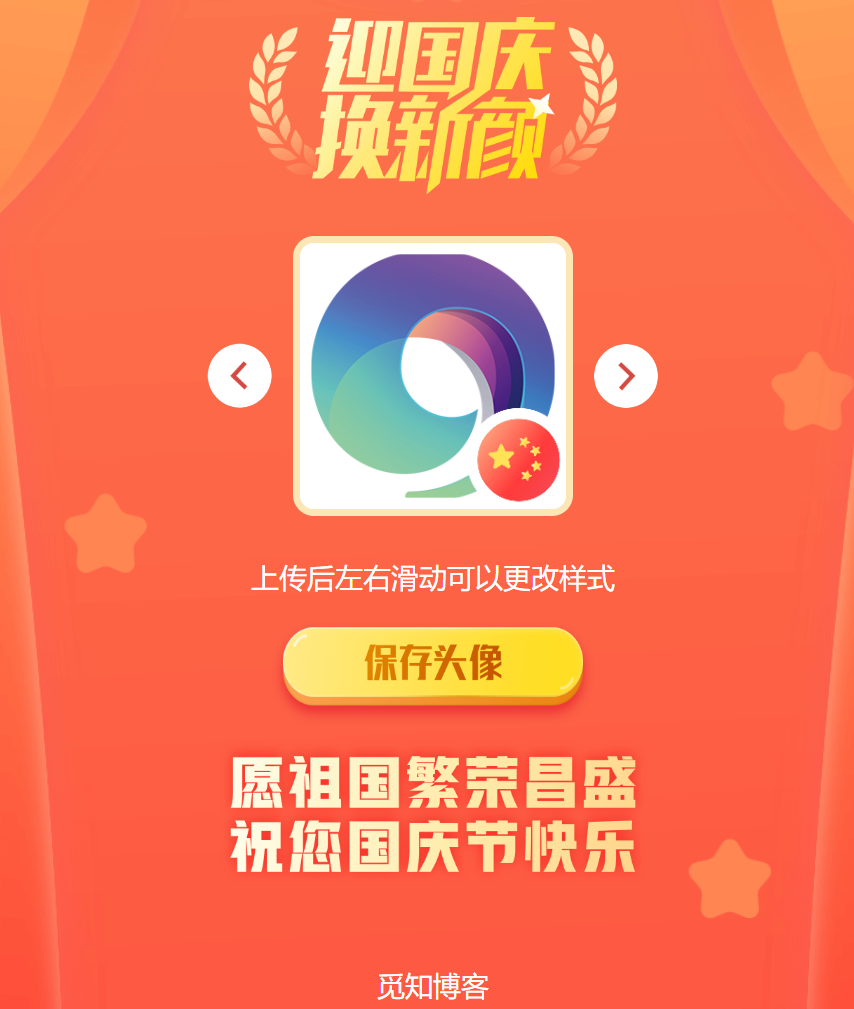 迎国庆
换新颜
上传后左右滑动可以更改样式
保存头像
愿祖国繁荣昌盛
祝您国庆节快乐
觅知博客